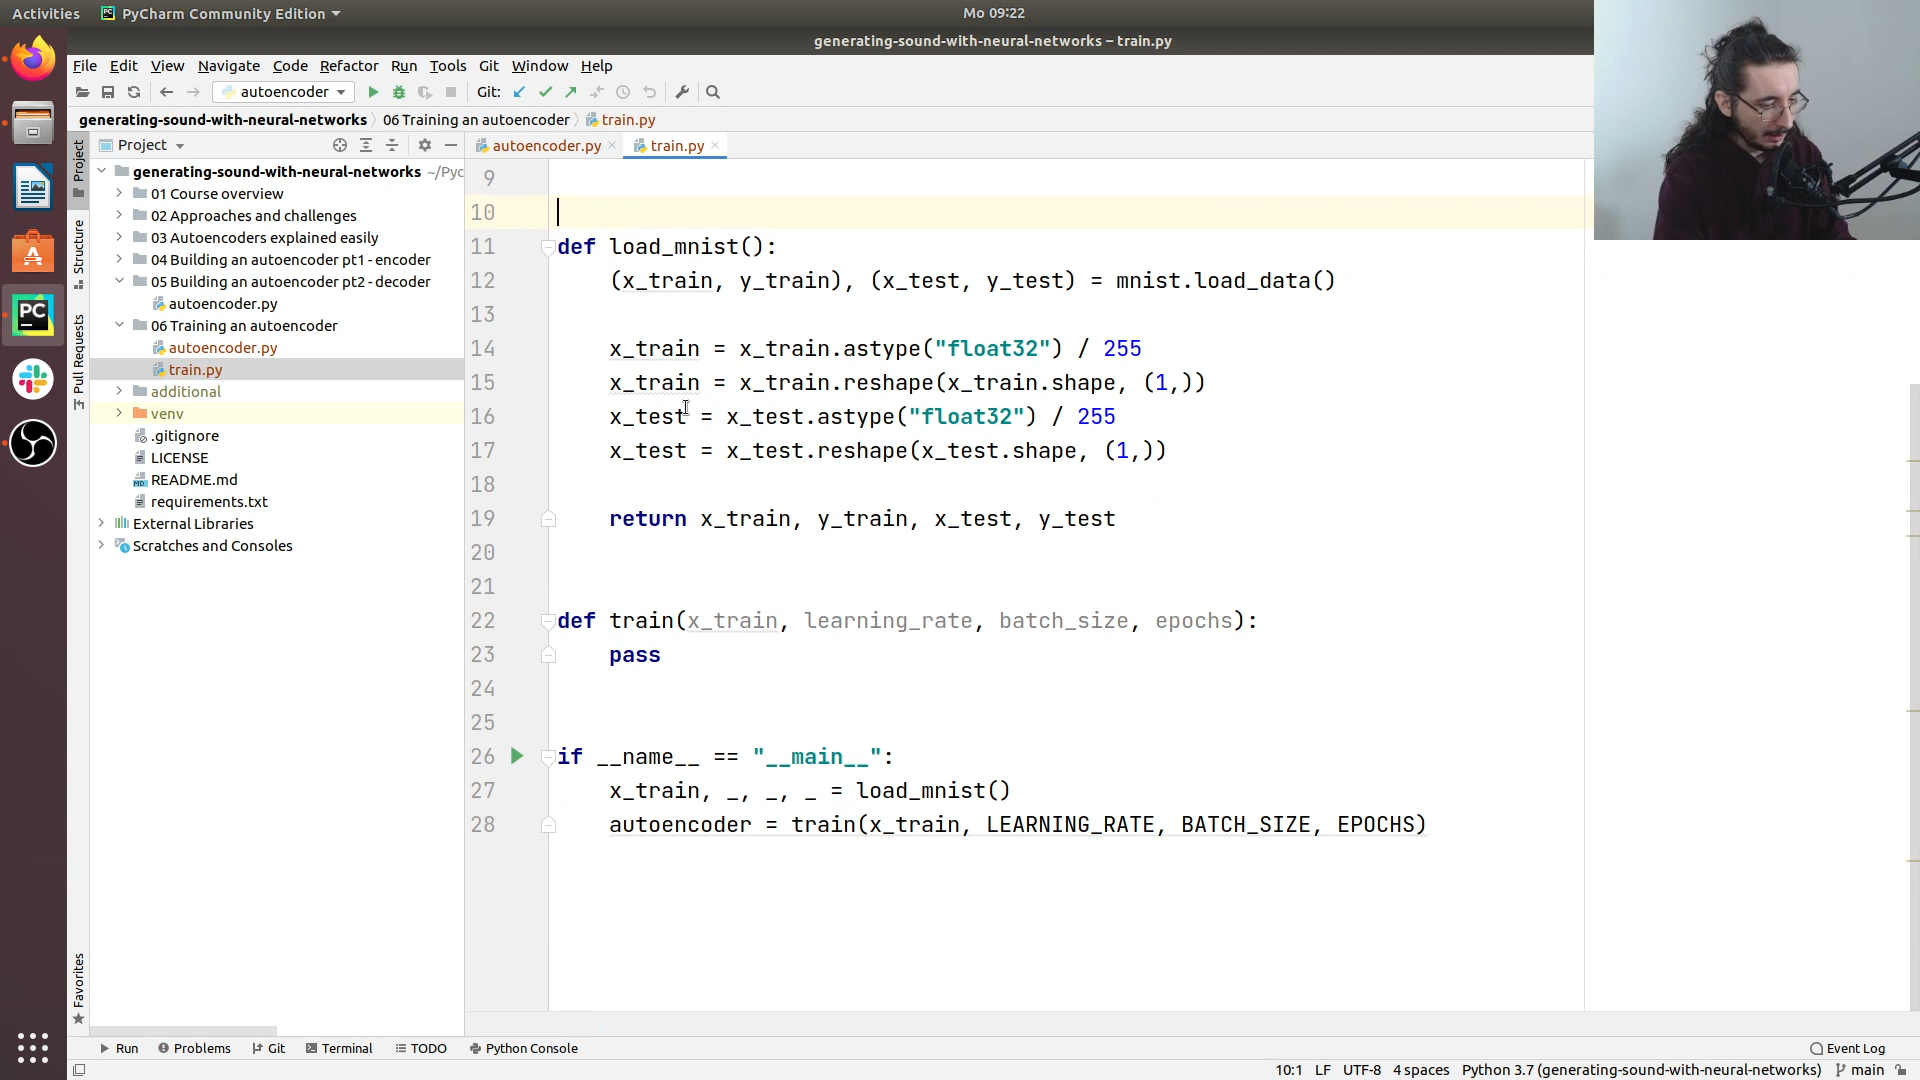 Activities PyCharm Community Edition Mo 09:22
generating-sound-with-neural-networks – train.py
File Edit View Navigate Code Refactor Run Tools Git Window Help
autoencoder Git:
generating-sound-with-neural-networks 06 Training an autoencoder train.py
Project autoencoder.py train.py
Project
Structure
Pull Requests
Favorites
generating-sound-with-neural-networks ~/Pyc
01 Course overview
02 Approaches and challenges
03 Autoencoders explained easily
04 Building an autoencoder pt1 - encoder
05 Building an autoencoder pt2 - decoder
autoencoder.py
06 Training an autoencoder
autoencoder.py
train.py
additional
venv
.gitignore
LICENSE
README.md
requirements.txt
External Libraries
Scratches and Consoles
9
10
11 def load_mnist():
12 (x_train, y_train), (x_test, y_test) = mnist.load_data()
13
14 x_train = x_train.astype("float32") / 255
15 x_train = x_train.reshape(x_train.shape, (1,))
16 x_test = x_test.astype("float32") / 255
17 x_test = x_test.reshape(x_test.shape, (1,))
18
19 return x_train, y_train, x_test, y_test
20
21
22 def train(x_train, learning_rate, batch_size, epochs):
23 pass
24
25
26 if __name__ == "__main__":
27 x_train, _, _, _ = load_mnist()
28 autoencoder = train(x_train, LEARNING_RATE, BATCH_SIZE, EPOCHS)
Run Problems Git Terminal TODO Python Console Event Log
10:1 LF UTF-8 4 spaces Python 3.7 (generating-sound-with-neural-networks) main